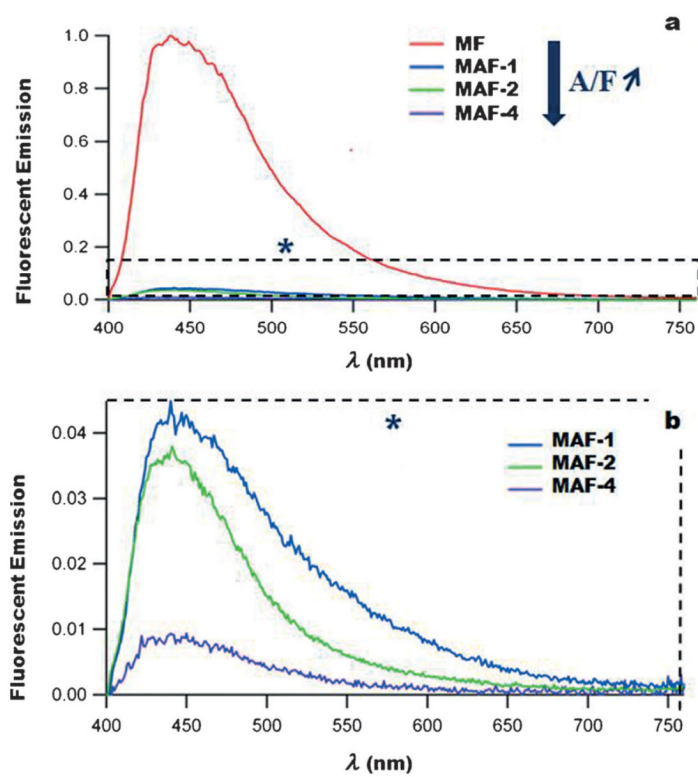 a
1.0
0.8
0.6
0.4
0.2
0.0
Fluorescent Emission
MF
MAF-1
MAF-2
MAF-4
A/F ↗
*
400
450
500
550
600
650
700
750
λ (nm)
b
0.04
0.03
0.02
0.01
0.00
Fluorescent Emission
*
MAF-1
MAF-2
MAF-4
400
450
500
550
600
650
700
750
λ (nm)